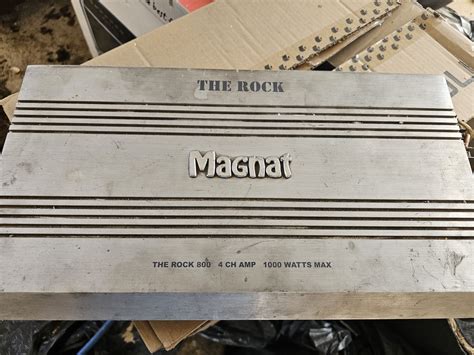 THE ROCK
Magnat
THE ROCK 800 4 CH AMP 1000 WATTS MAX